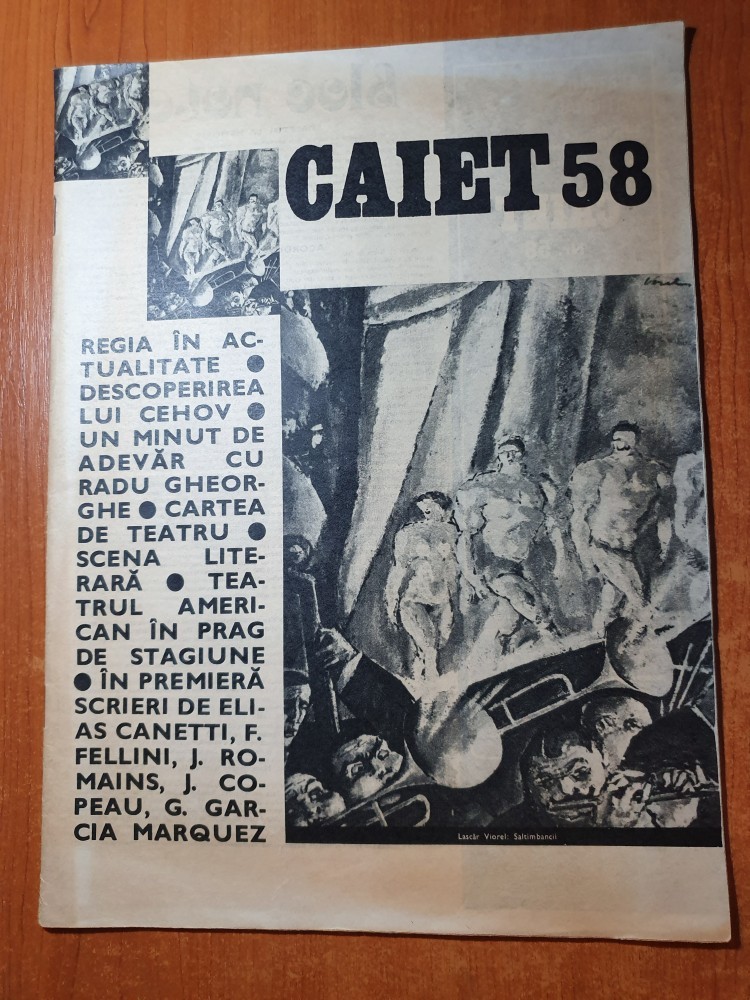 CAIET 58
REGIA ÎN AC-
TUALITATE ●
DESCOPERIREA
LUI CEHOV ●
UN MINUT DE
ADEVĂR CU
RADU GHEOR-
GHE ● CARTEA
DE TEATRU ●
SCENA LITE-
RARĂ ● TEA-
TRUL AMERI-
CAN ÎN PRAG
DE STAGIUNE
● ÎN PREMIERĂ
SCRIERI DE ELI-
AS CANETTI, F.
FELLINI, J. RO-
MAINS, J. CO-
PEAU, G. GAR-
CIA MARQUEZ
Lascăr Viorel: Saltimbancii